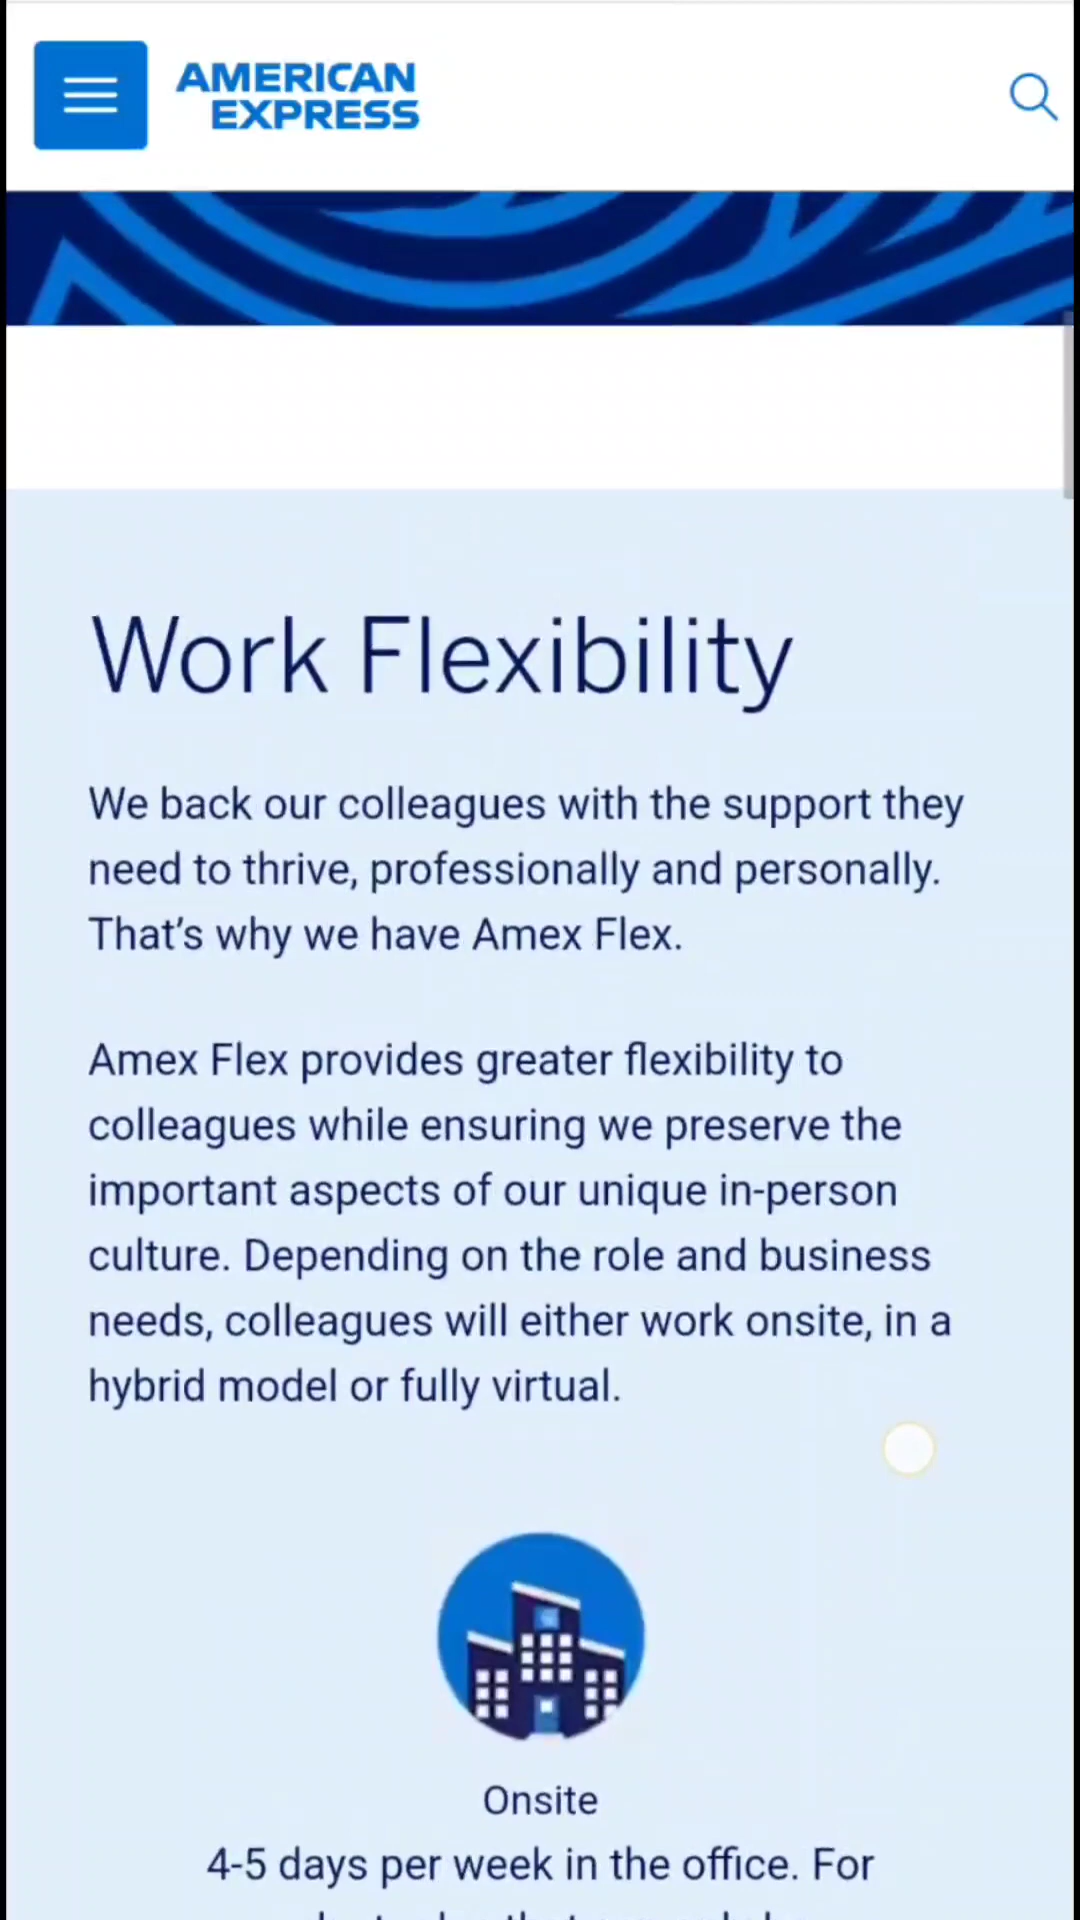 AMERICAN
EXPRESS
Work Flexibility
We back our colleagues with the support they
need to thrive, professionally and personally.
That’s why we have Amex Flex.
Amex Flex provides greater flexibility to
colleagues while ensuring we preserve the
important aspects of our unique in-person
culture. Depending on the role and business
needs, colleagues will either work onsite, in a
hybrid model or fully virtual.
Onsite
4-5 days per week in the office. For